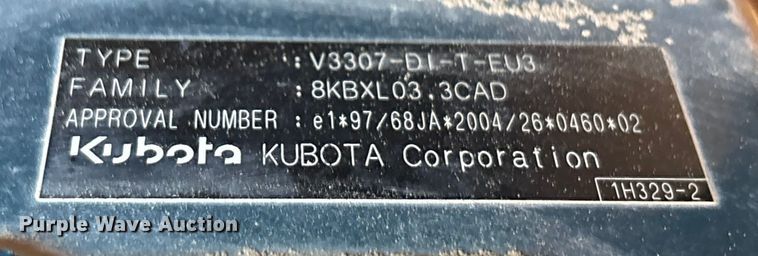 TYPE : V3307-DI-T-EU3
FAMILY : 8KBXL03.3CAD
APPROVAL NUMBER : e1*97/68JA*2004/26*0460*02
Kubota KUBOTA Corporation
1H329-2
Purple Wave Auction